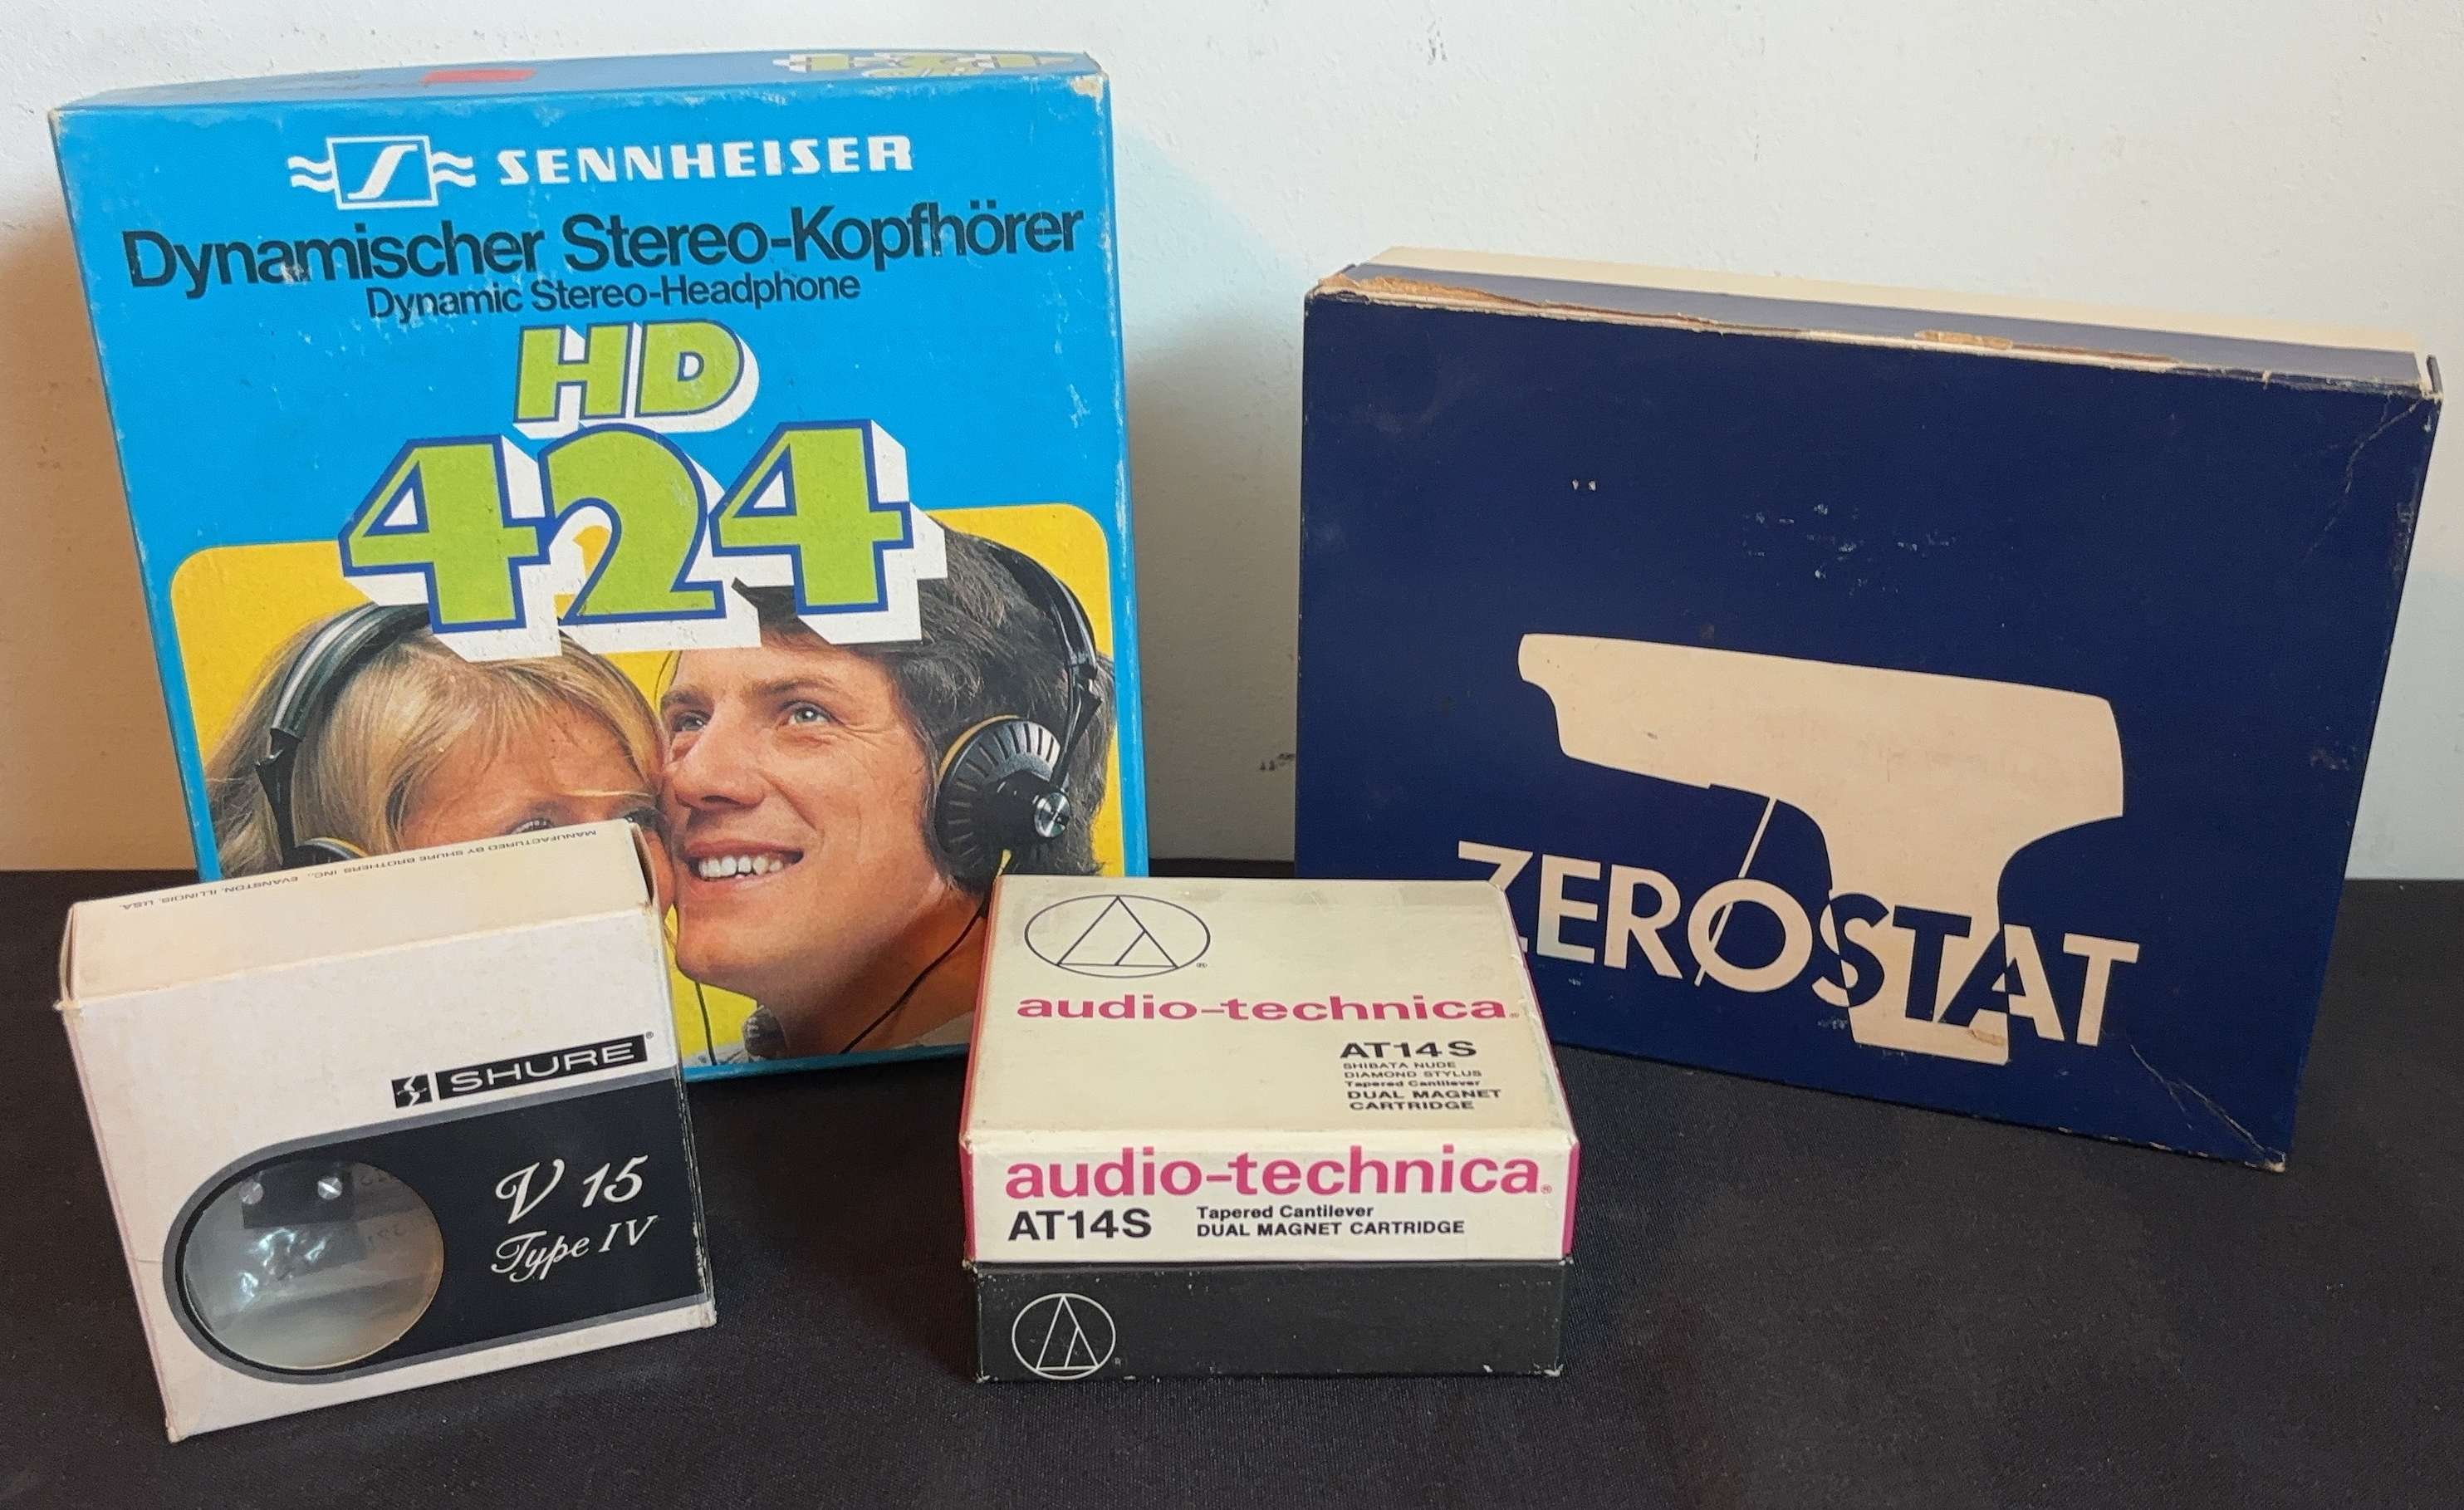 SENNHEISER
Dynamischer Stereo-Kopfhörer
Dynamic Stereo-Headphone
HD
424
ZEROSTAT
MANUFACTURED BY SHURE BROTHERS INC., EVANSTON, ILLINOIS, USA
SHURE®
V 15
Type IV
®
audio-technica®
AT14S
SHIBATA NUDE
DIAMOND STYLUS
Tapered Cantilever
DUAL MAGNET
CARTRIDGE
audio-technica®
AT14S
Tapered Cantilever
DUAL MAGNET CARTRIDGE